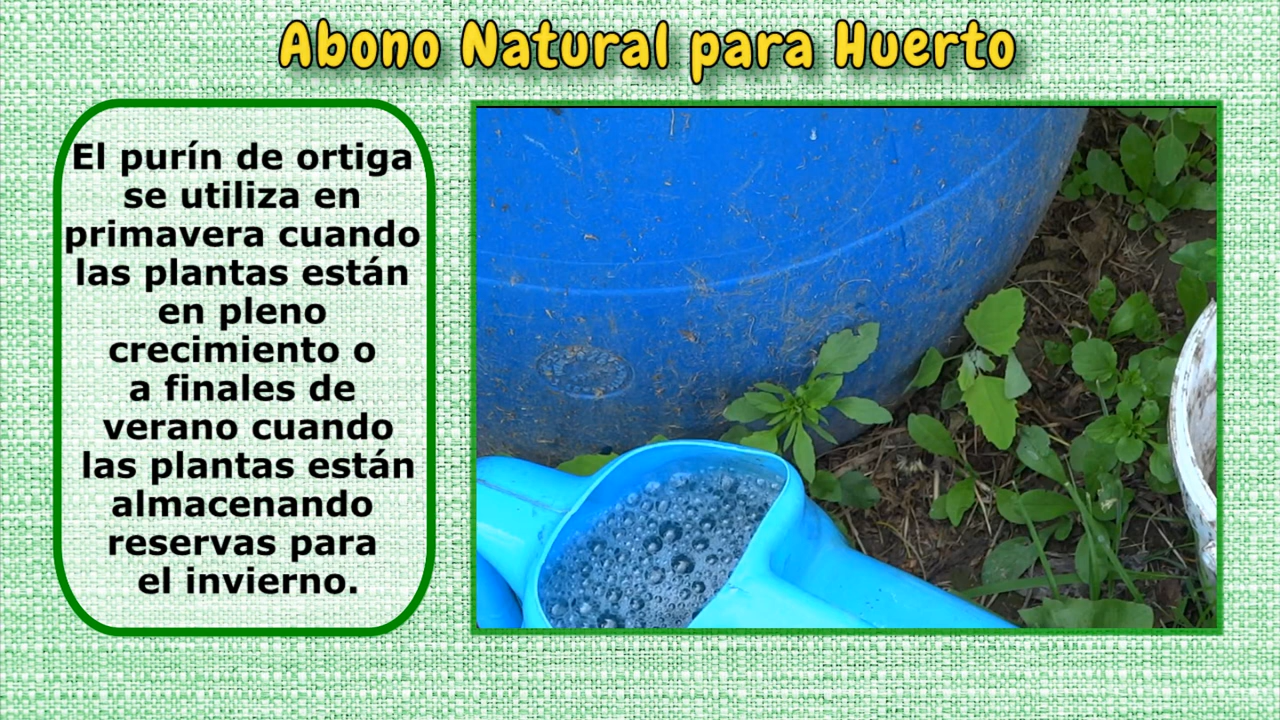 Abono Natural para Huerto
El purín de ortiga
se utiliza en
primavera cuando
las plantas están
en pleno
crecimiento o
a finales de
verano cuando
las plantas están
almacenando
reservas para
el invierno.